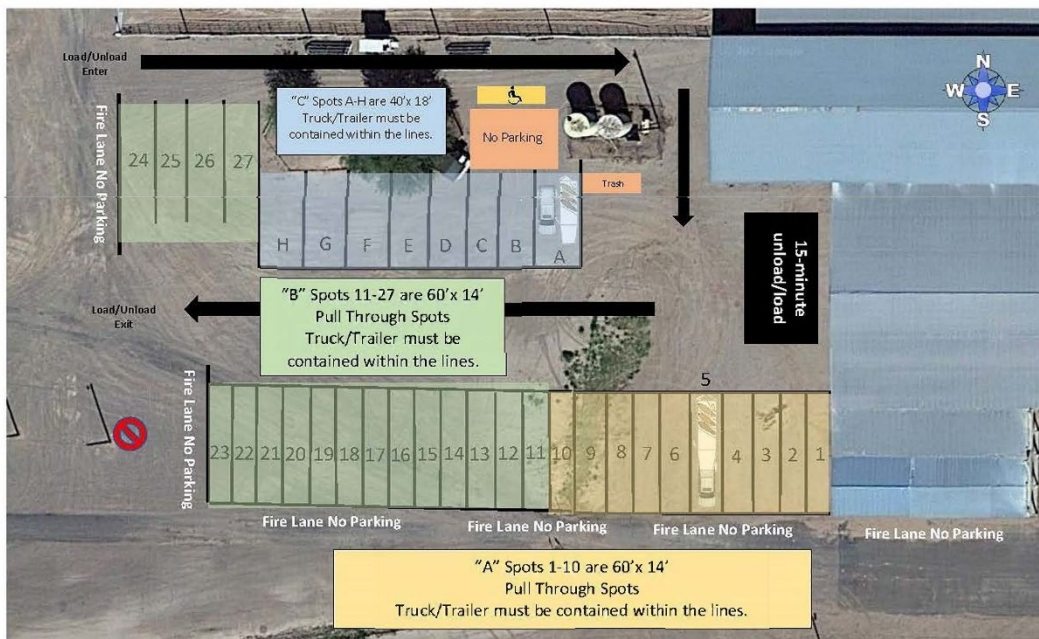 Load/Unload
Enter
N
W E
S
"C" Spots A-H are 40'x 18'
Truck/Trailer must be
contained within the lines.
No Parking
Trash
Fire Lane No Parking
24 25 26 27
H G F E D C B A
15-minute
unload/load
"B" Spots 11-27 are 60'x 14'
Pull Through Spots
Truck/Trailer must be
contained within the lines.
Load/Unload
Exit
5
Fire Lane No Parking
23 22 21 20 19 18 17 16 15 14 13 12 11 10 9 8 7 6 4 3 2 1
Fire Lane No Parking Fire Lane No Parking Fire Lane No Parking Fire Lane No Parking
"A" Spots 1-10 are 60'x 14'
Pull Through Spots
Truck/Trailer must be contained within the lines.